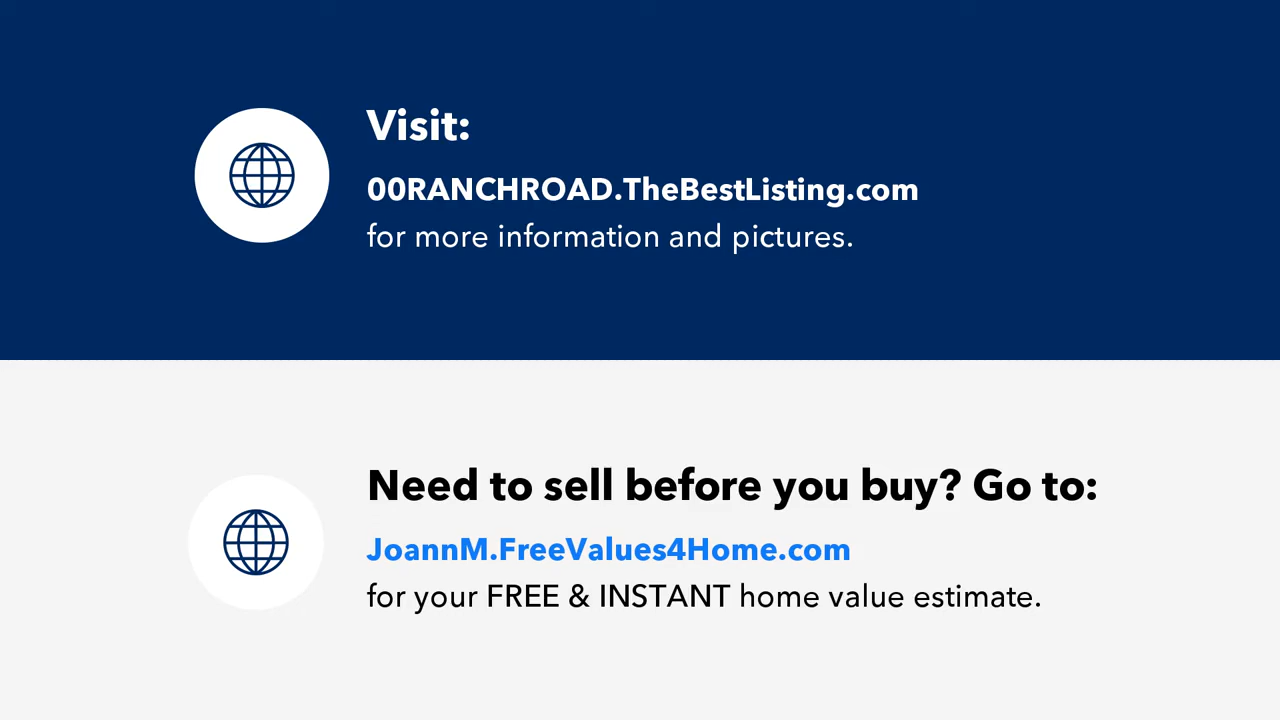 Visit:
00RANCHROAD.TheBestListing.com
for more information and pictures.
Need to sell before you buy? Go to:
JoannM.FreeValues4Home.com
for your FREE & INSTANT home value estimate.